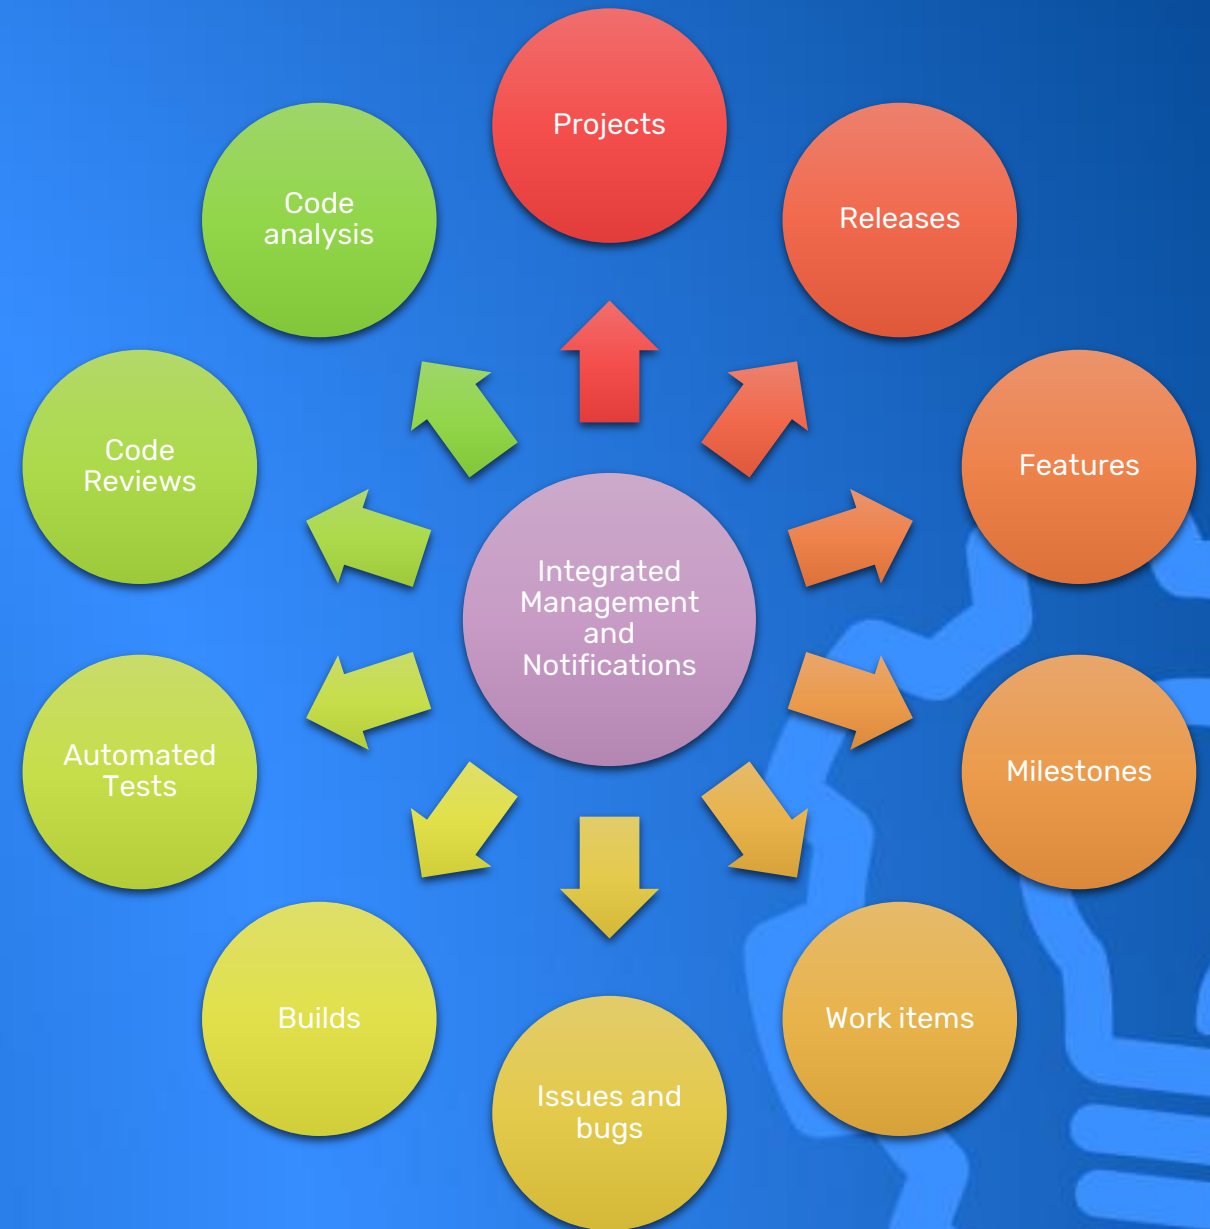 Projects
Releases
Features
Milestones
Work items
Issues and
bugs
Builds
Automated
Tests
Code
Reviews
Code
analysis
Integrated
Management
and
Notifications